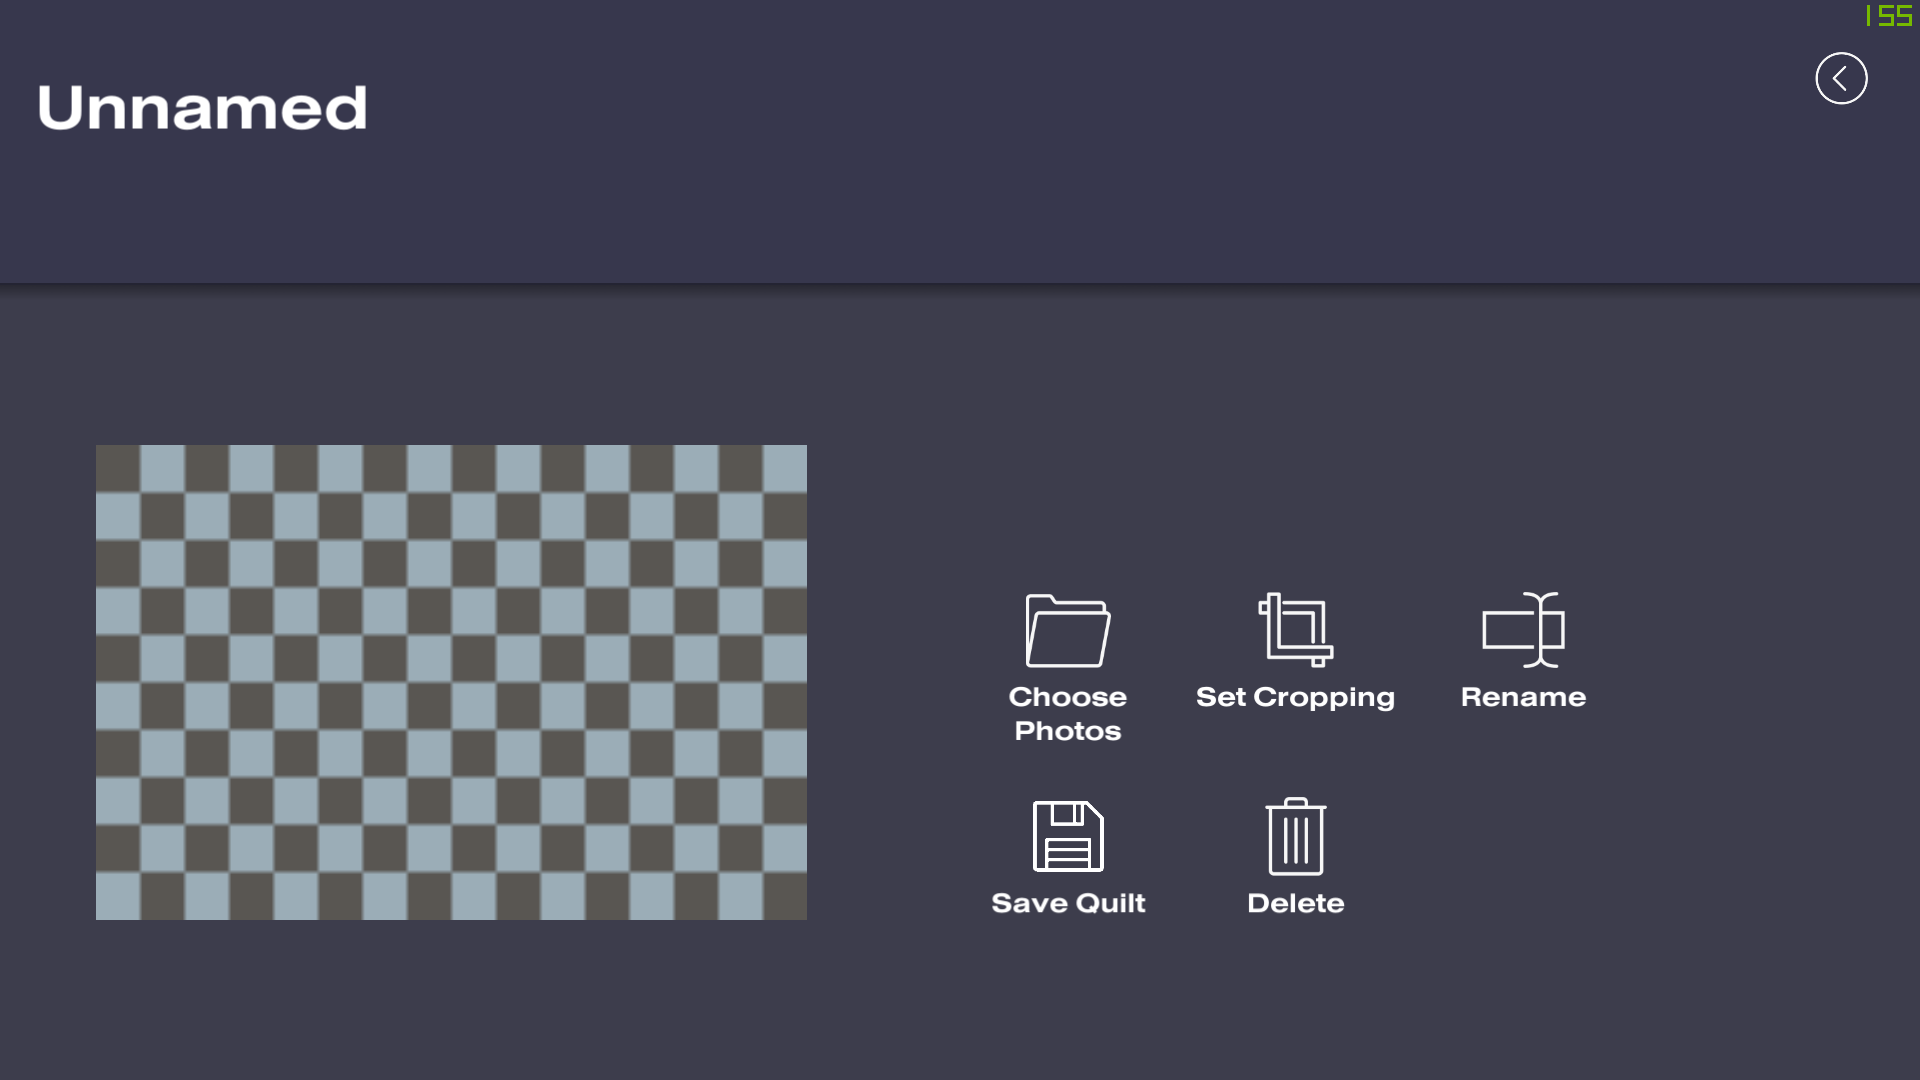 155
Unnamed
Choose
Photos
Set Cropping
Rename
Save Quilt
Delete